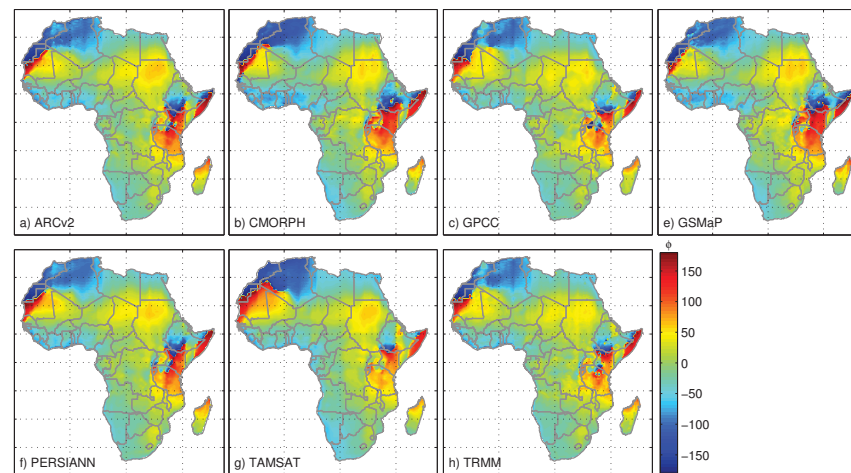 a) ARCv2
b) CMORPH
c) GPCC
e) GSMaP
f) PERSIANN
g) TAMSAT
h) TRMM
ϕ
150
100
50
0
−50
−100
−150